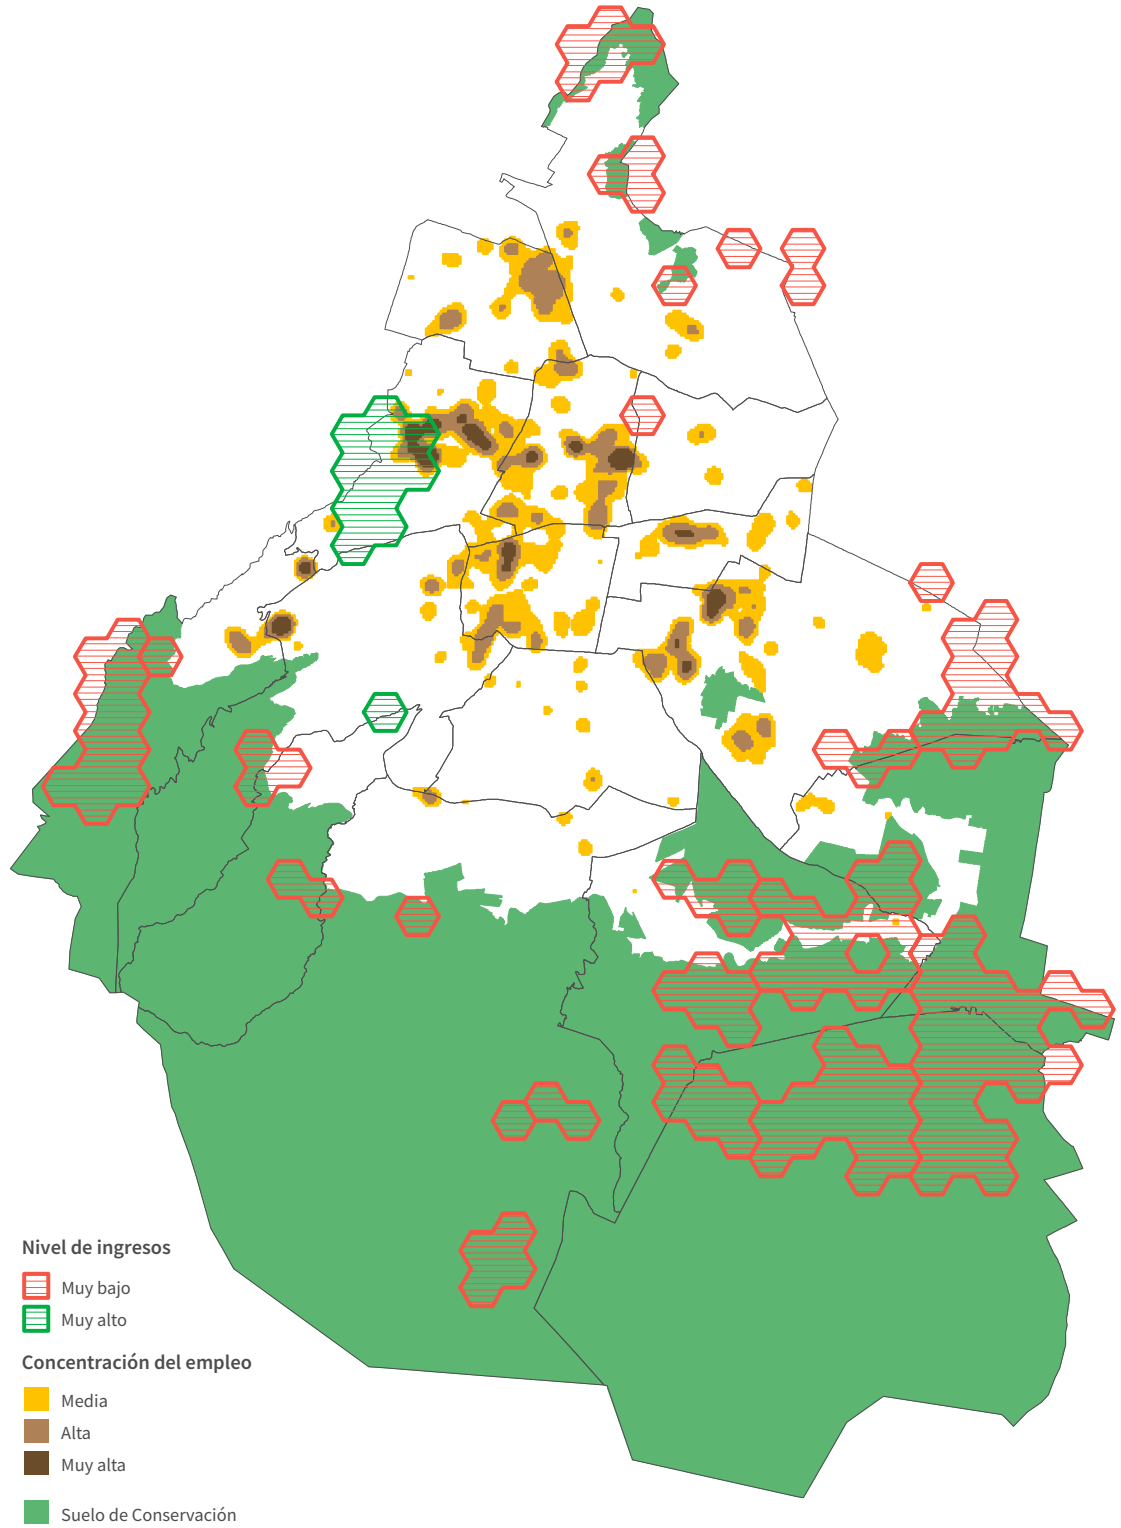 Nivel de ingresos
Muy bajo
Muy alto
Concentración del empleo
Media
Alta
Muy alta
Suelo de Conservación